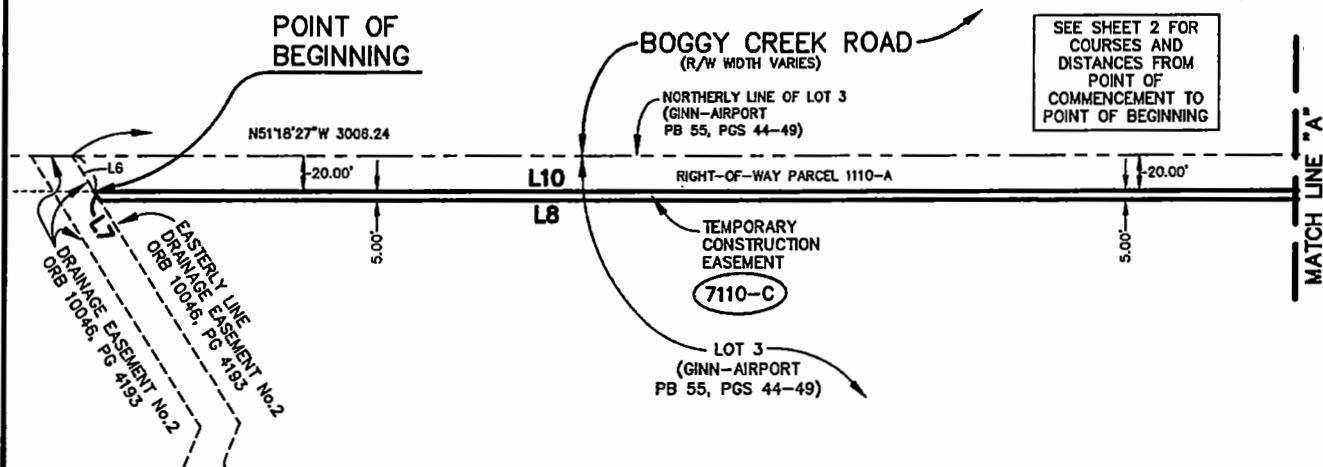 POINT OF
BEGINNING
BOGGY CREEK ROAD
(R/W WIDTH VARIES)
SEE SHEET 2 FOR
COURSES AND
DISTANCES FROM
POINT OF
COMMENCEMENT TO
POINT OF BEGINNING
NORTHERLY LINE OF LOT 3
(GINN-AIRPORT
PB 55, PGS 44-49)
N51°18'27"W 3006.24
MATCH LINE "A"
L6
20.00'
L10
RIGHT-OF-WAY PARCEL 1110-A
20.00'
L7
L8
5.00'
5.00'
TEMPORARY
CONSTRUCTION
EASEMENT
7110-C
EASTERLY LINE
DRAINAGE EASEMENT No.2
ORB 10046, PG 4193
DRAINAGE EASEMENT No.2
ORB 10046, PG 4193
LOT 3
(GINN-AIRPORT
PB 55, PGS 44-49)